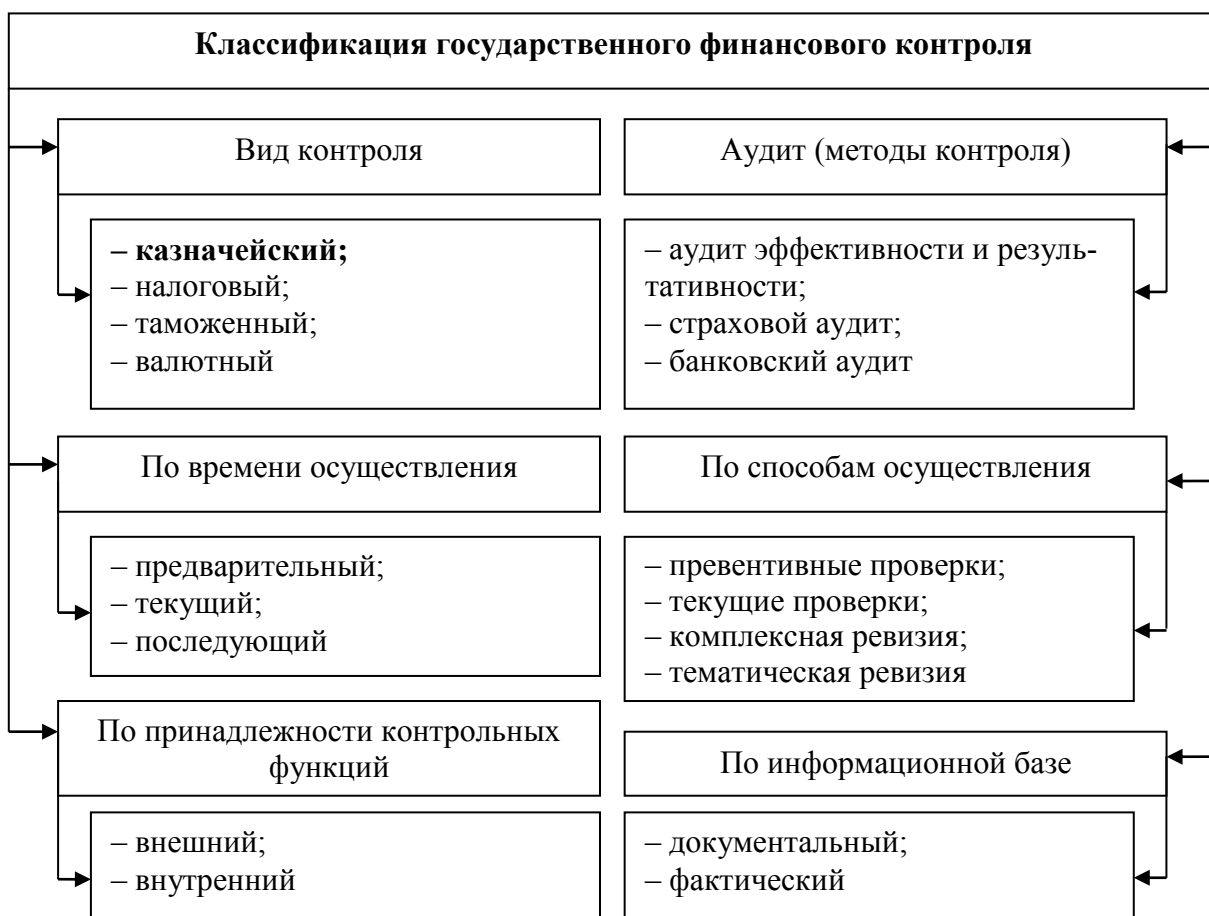 Классификация государственного финансового контроля
Вид контроля
– казначейский;
– налоговый;
– таможенный;
– валютный
Аудит (методы контроля)
– аудит эффективности и резуль-
тативности;
– страховой аудит;
– банковский аудит
По времени осуществления
– предварительный;
– текущий;
– последующий
По способам осуществления
– превентивные проверки;
– текущие проверки;
– комплексная ревизия;
– тематическая ревизия
По принадлежности контрольных
функций
– внешний;
– внутренний
По информационной базе
– документальный;
– фактический